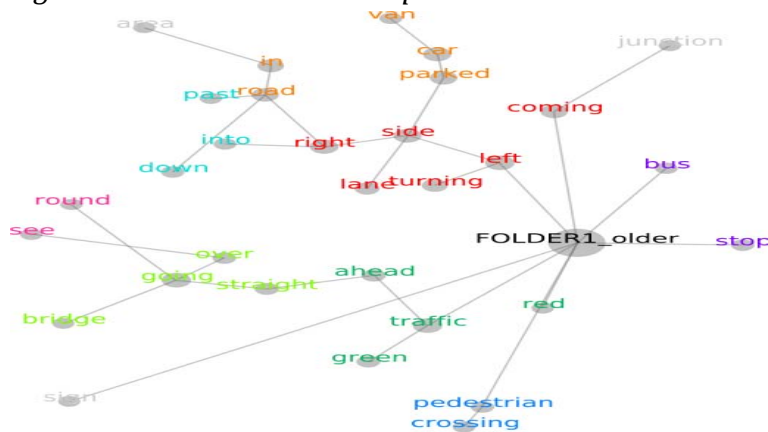 van
area
junction
car
in
parked
past
road
coming
into
right
side
left
bus
down
lane
turning
round
see
FOLDER1_older
stop
over
going
straight
ahead
red
bridge
traffic
green
sign
pedestrian
crossing